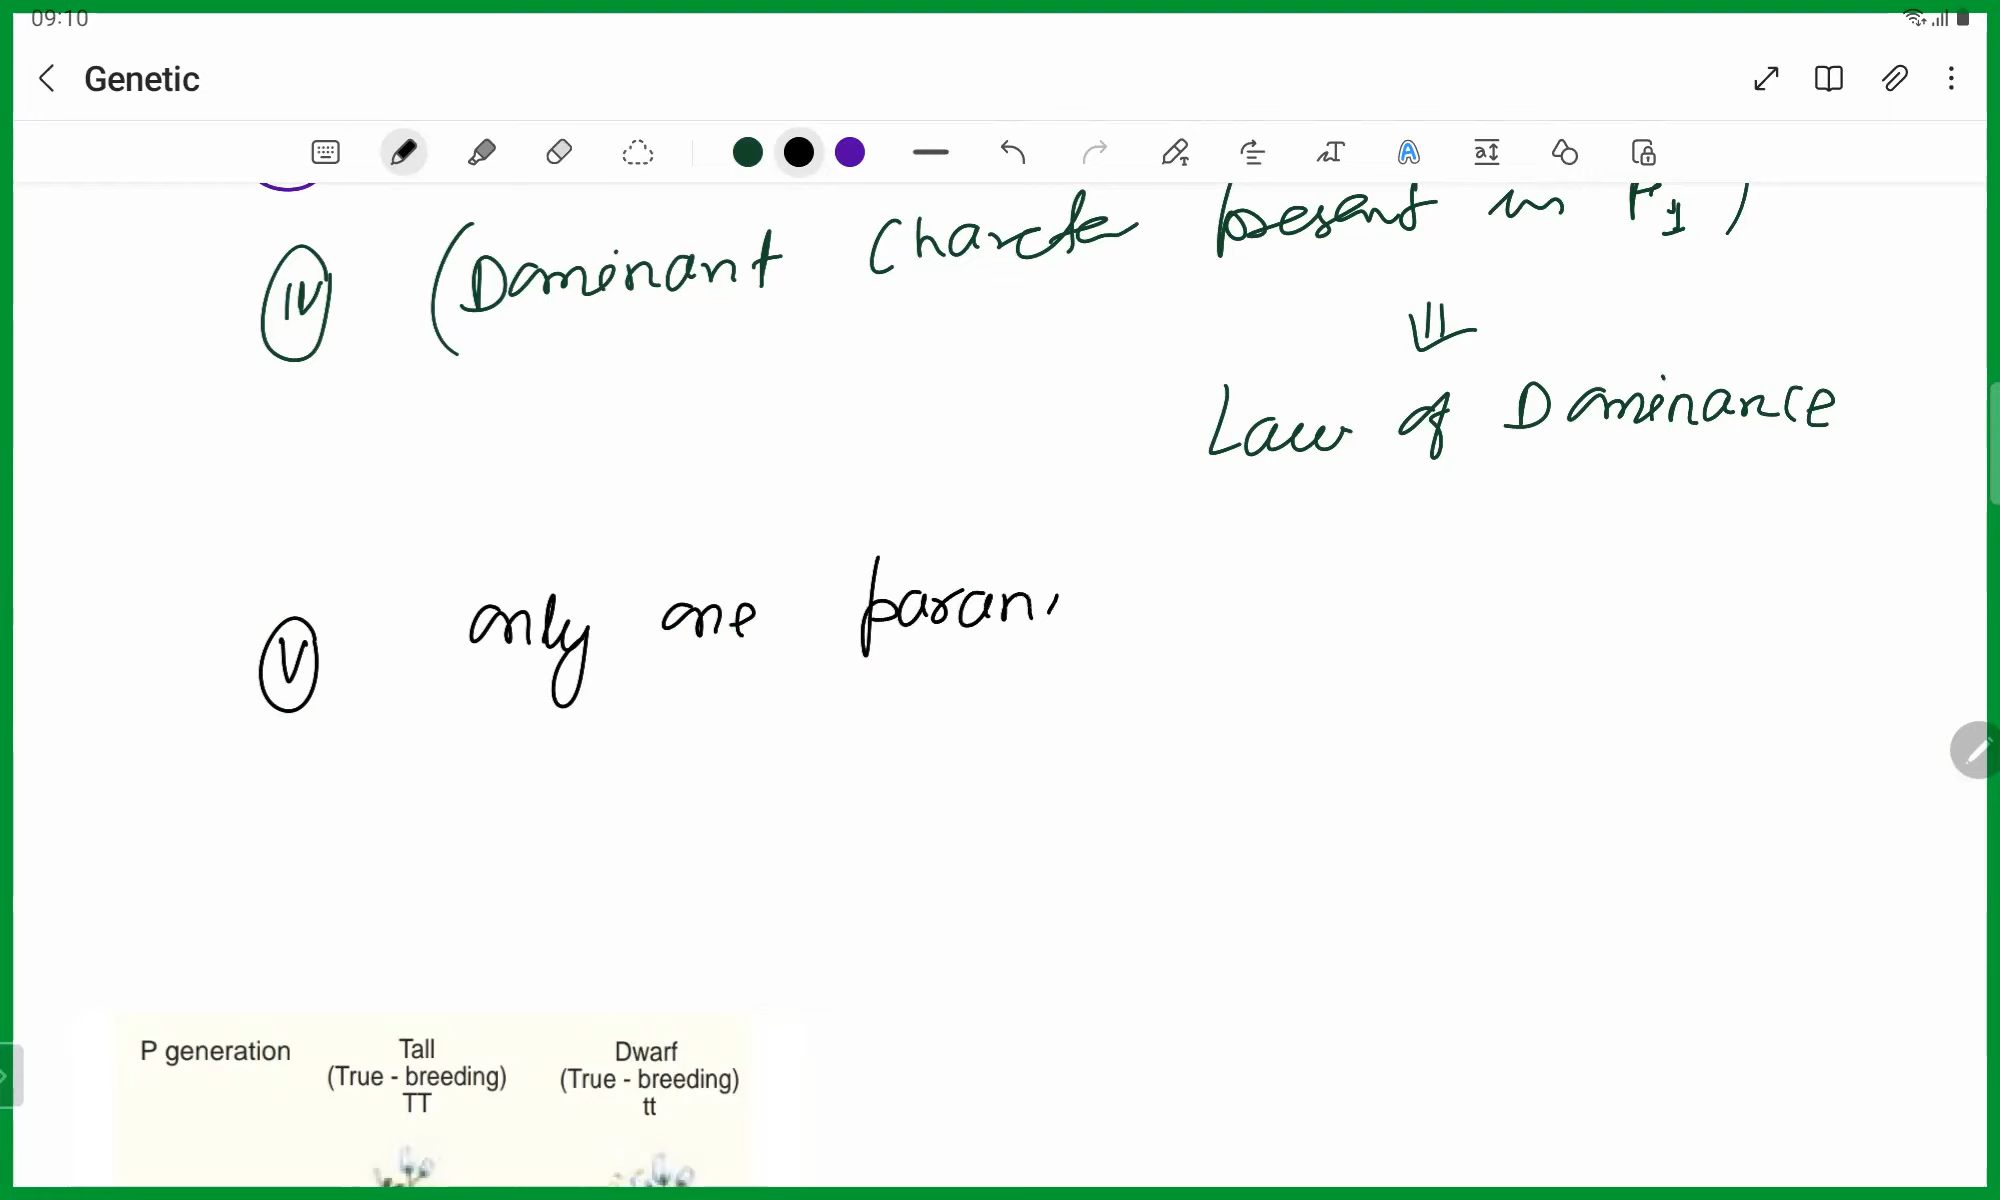 09:10
Genetic
(IV) (Dominant Characte present in F1)
⇓
Law of Dominance
(V) only one paran
P generation Tall Dwarf
(True - breeding) (True - breeding)
TT tt